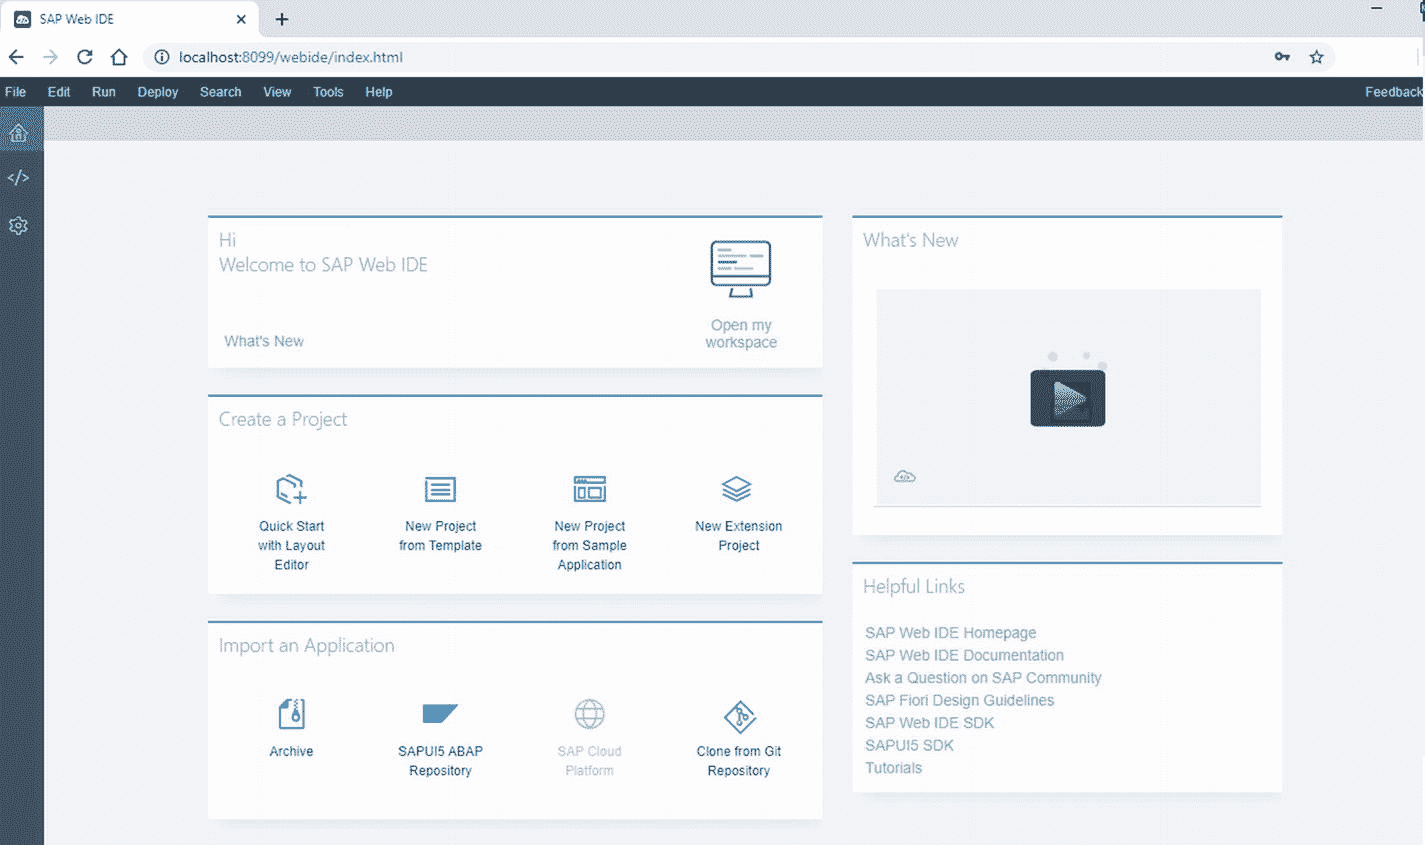 SAP Web IDE
localhost:8099/webide/index.html
File Edit Run Deploy Search View Tools Help Feedback
Hi
Welcome to SAP Web IDE
What's New
Open my
workspace
Create a Project
Quick Start
with Layout
Editor
New Project
from Template
New Project
from Sample
Application
New Extension
Project
Import an Application
Archive
SAPUI5 ABAP
Repository
SAP Cloud
Platform
Clone from Git
Repository
What's New
Helpful Links
SAP Web IDE Homepage
SAP Web IDE Documentation
Ask a Question on SAP Community
SAP Fiori Design Guidelines
SAP Web IDE SDK
SAPUI5 SDK
Tutorials